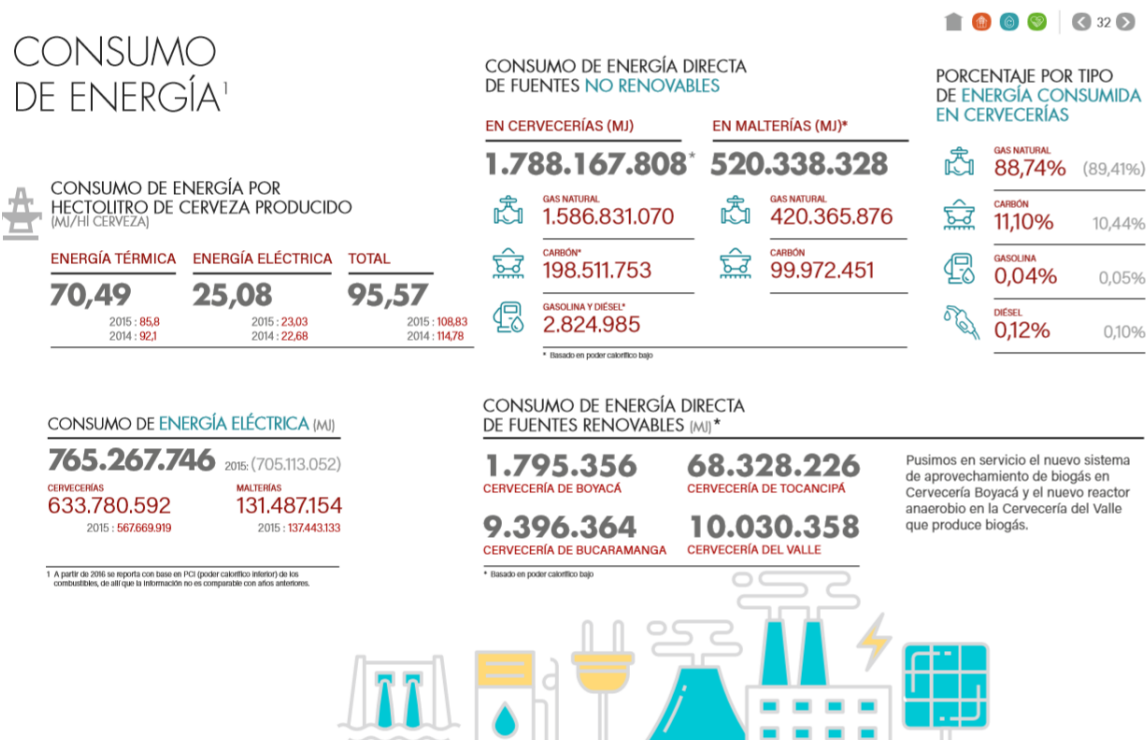 32
CONSUMO
DE ENERGÍA¹
CONSUMO DE ENERGÍA POR
HECTOLITRO DE CERVEZA PRODUCIDO
(MJ/Hl CERVEZA)
ENERGÍA TÉRMICA ENERGÍA ELÉCTRICA TOTAL
70,49 25,08 95,57
2015 : 85,8 2015 : 23,03 2015 : 108,83
2014 : 92,1 2014 : 22,68 2014 : 114,78
CONSUMO DE ENERGÍA DIRECTA
DE FUENTES NO RENOVABLES
EN CERVECERÍAS (MJ) EN MALTERÍAS (MJ)*
1.788.167.808* 520.338.328
GAS NATURAL GAS NATURAL
1.586.831.070 420.365.876
CARBÓN* CARBÓN
198.511.753 99.972.451
GASOLINA Y DIÉSEL*
2.824.985
* Basado en poder calorífico bajo
PORCENTAJE POR TIPO
DE ENERGÍA CONSUMIDA
EN CERVECERÍAS
GAS NATURAL
88,74% (89,41%)
CARBÓN
11,10% 10,44%
GASOLINA
0,04% 0,05%
DIÉSEL
0,12% 0,10%
CONSUMO DE ENERGÍA ELÉCTRICA (MJ)
765.267.746 2015: (705.113.052)
CERVECERÍAS MALTERÍAS
633.780.592 131.487.154
2015 : 567.669.919 2015 : 137.443.133
1 A partir de 2016 se reporta con base en PCI (poder calorífico inferior) de los
combustibles, de allí que la información no es comparable con años anteriores.
CONSUMO DE ENERGÍA DIRECTA
DE FUENTES RENOVABLES (MJ)*
1.795.356 68.328.226
CERVECERÍA DE BOYACÁ CERVECERÍA DE TOCANCIPÁ
9.396.364 10.030.358
CERVECERÍA DE BUCARAMANGA CERVECERÍA DEL VALLE
* Basado en poder calorífico bajo
Pusimos en servicio el nuevo sistema
de aprovechamiento de biogás en
Cervecería Boyacá y el nuevo reactor
anaerobio en la Cervecería del Valle
que produce biogás.